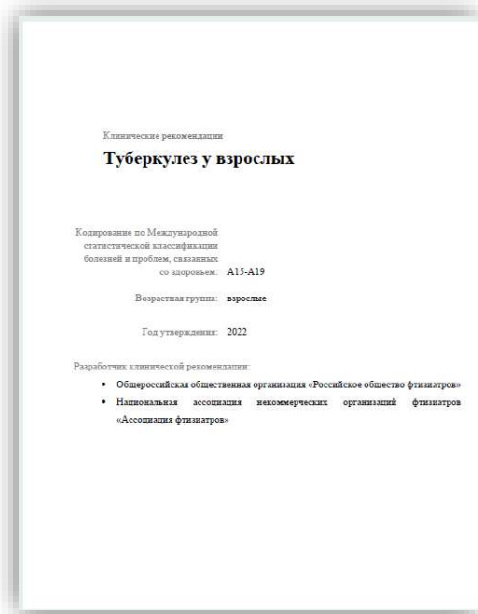 Клинические рекомендации
Туберкулез у взрослых
Кодирование по Международной
статистической классификации
болезней и проблем, связанных
со здоровьем: A15-A19
Возрастная группа: взрослые
Год утверждения: 2022
Разработчик клинической рекомендации:
• Общероссийская общественная организация «Российское общество фтизиатров»
• Национальная ассоциация некоммерческих организаций фтизиатров
«Ассоциация фтизиатров»